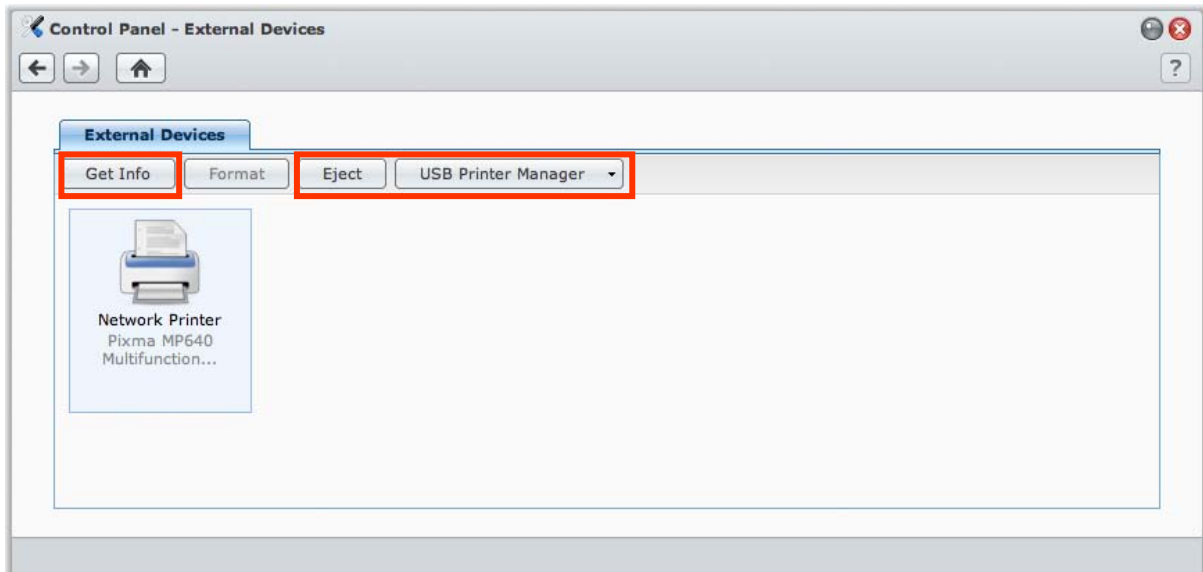 Control Panel - External Devices
?
External Devices
Get Info Format Eject USB Printer Manager
Network Printer
Pixma MP640
Multifunction...